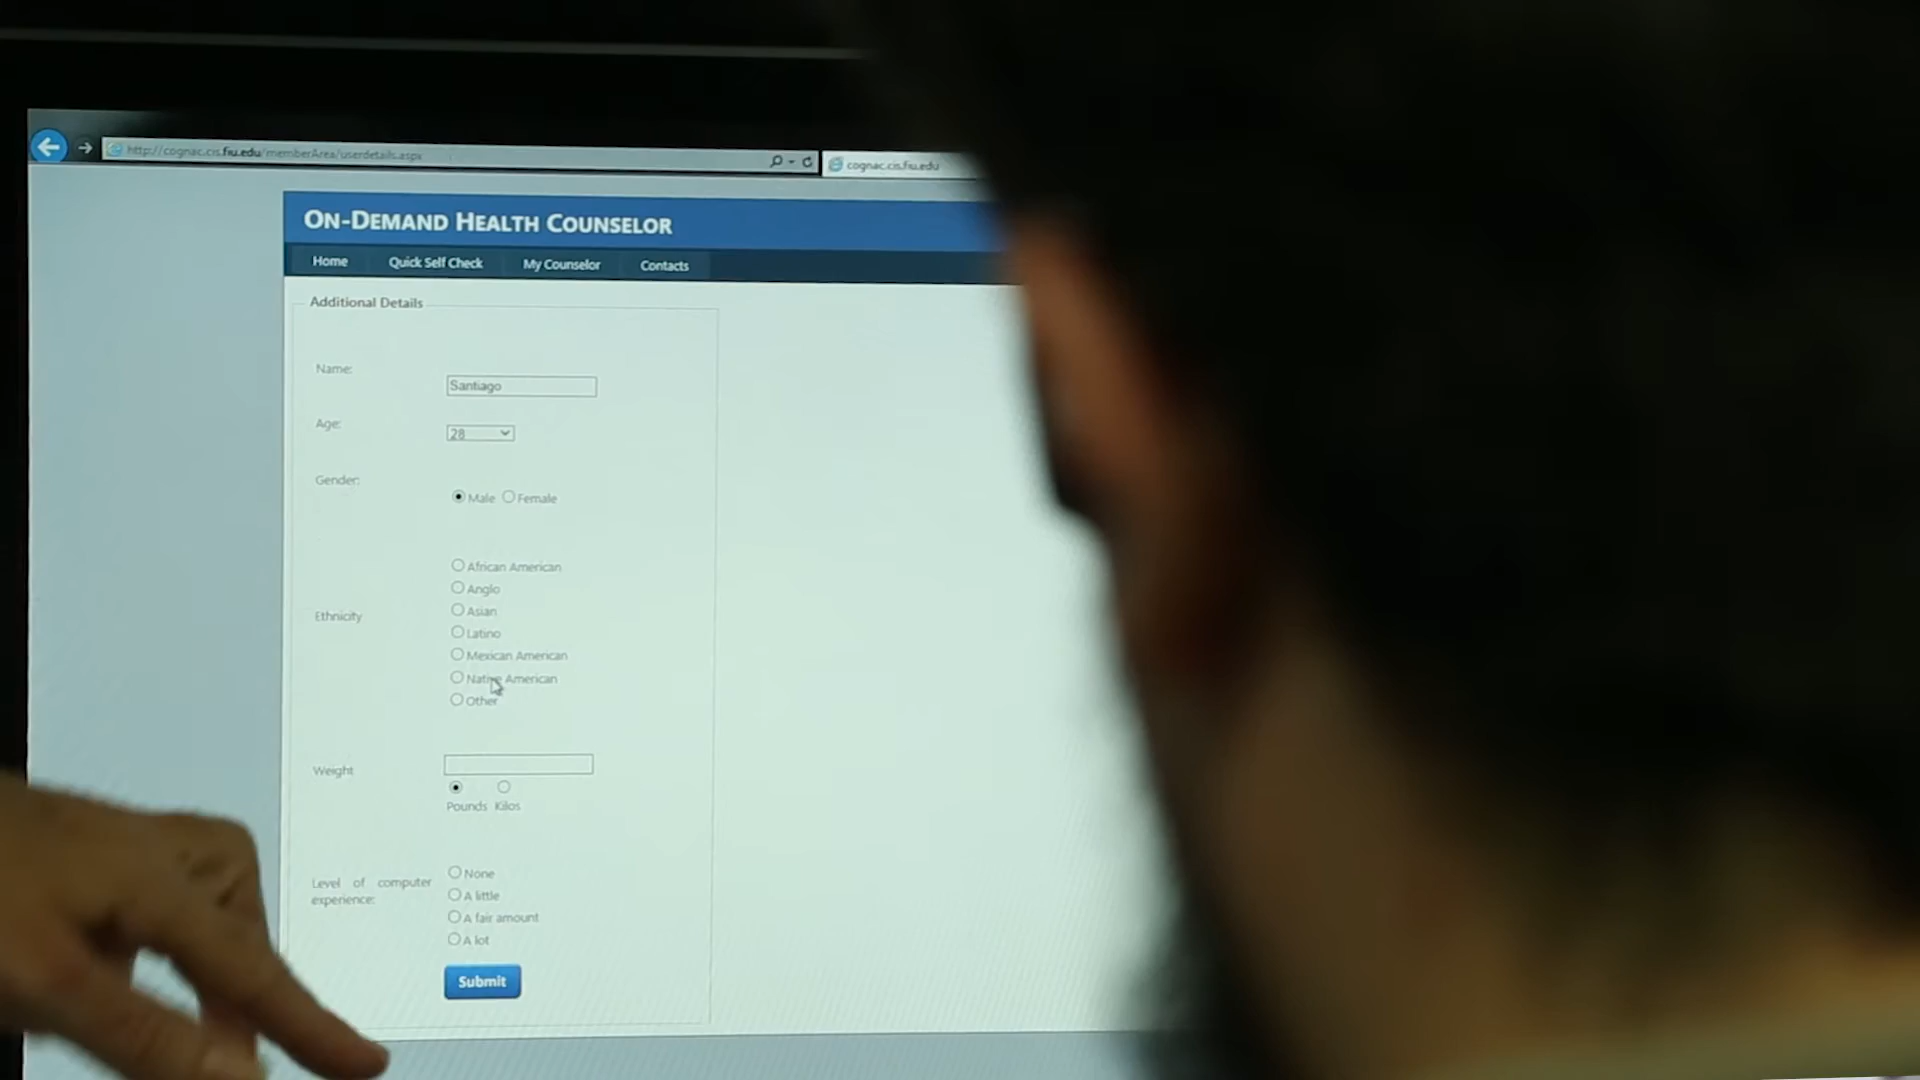 http://cognac.cis.fiu.edu/memberArea/userdetails.aspx
cognac.cis.fiu.edu
ON-DEMAND HEALTH COUNSELOR
Home Quick Self Check My Counselor Contacts
Additional Details
Name:
Santiago
Age:
28
Gender:
Male Female
Ethnicity
African American
Anglo
Asian
Latino
Mexican American
Native American
Other
Weight
Pounds Kilos
Level of computer
experience:
None
A little
A fair amount
A lot
Submit